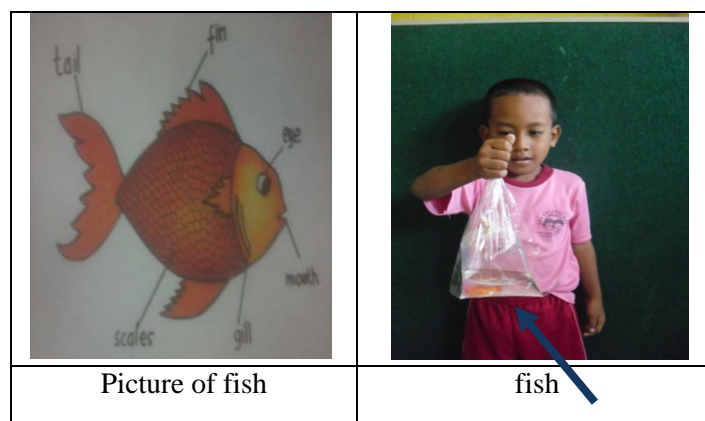 fin
tail
eye
mouth
scales
gill
Picture of fish
fish